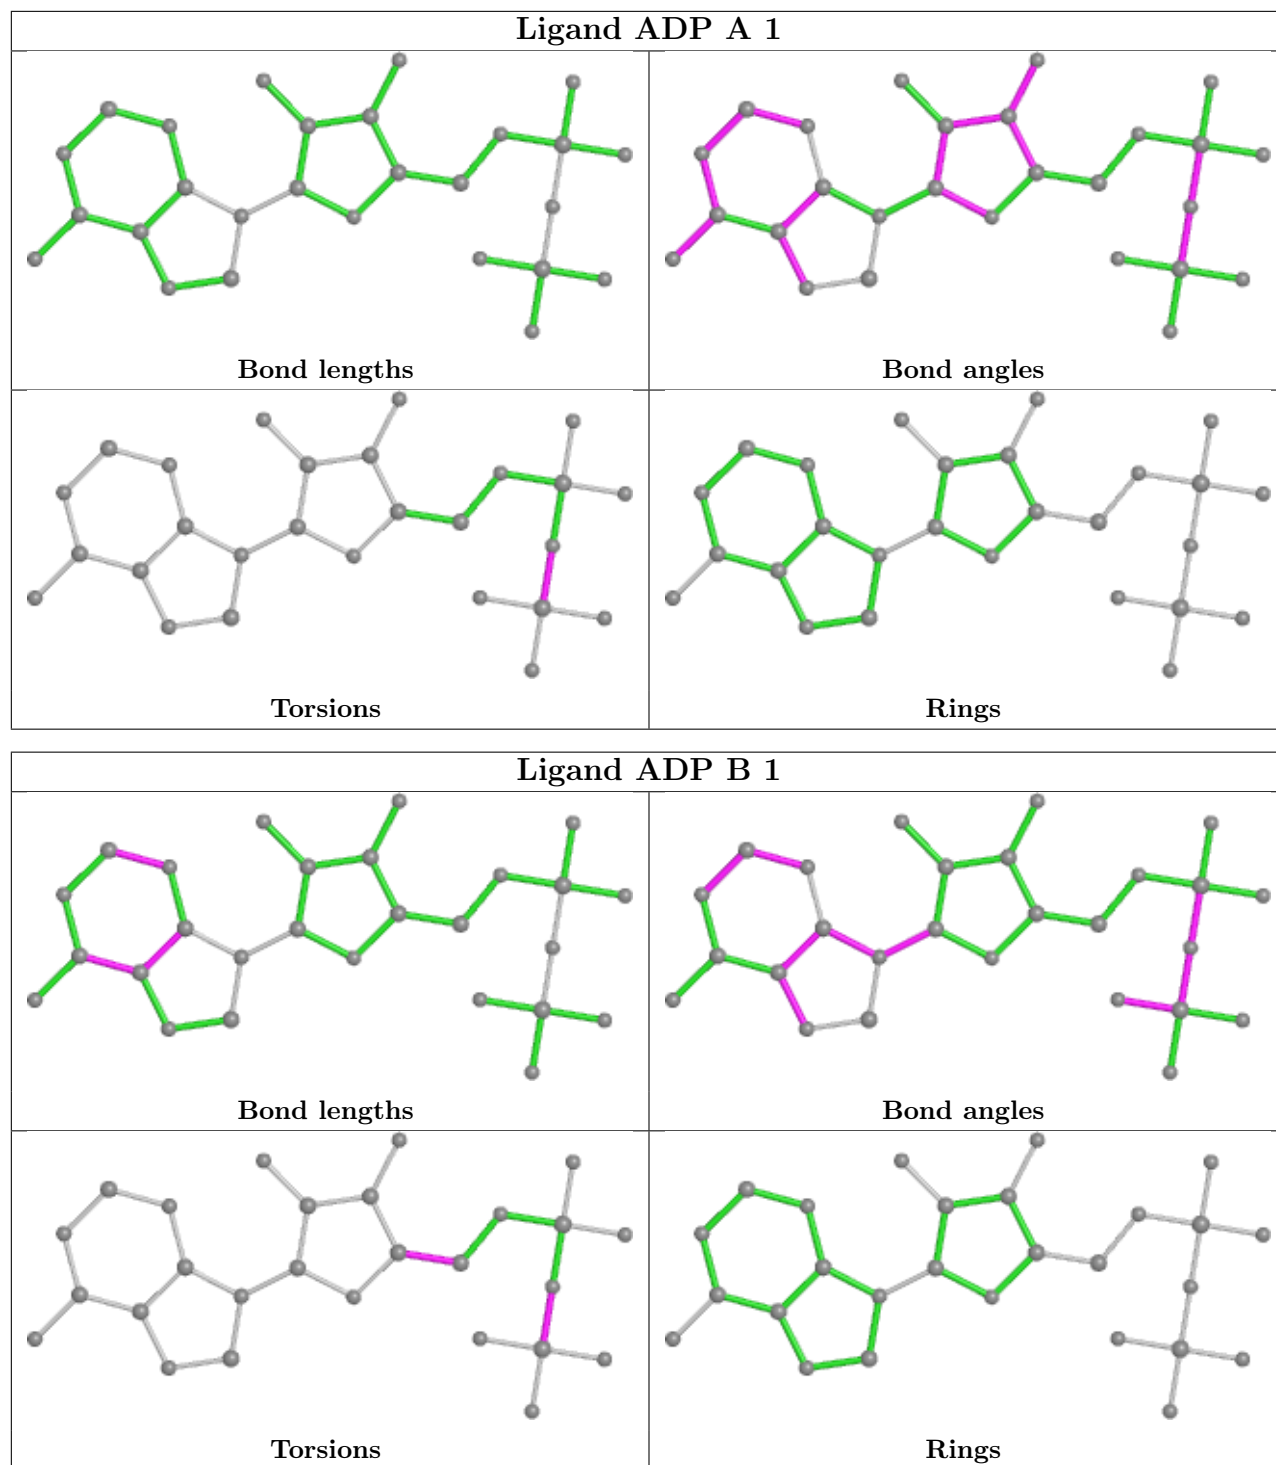 Ligand ADP A 1
Bond lengths
Bond angles
Torsions
Rings
Ligand ADP B 1
Bond lengths
Bond angles
Torsions
Rings